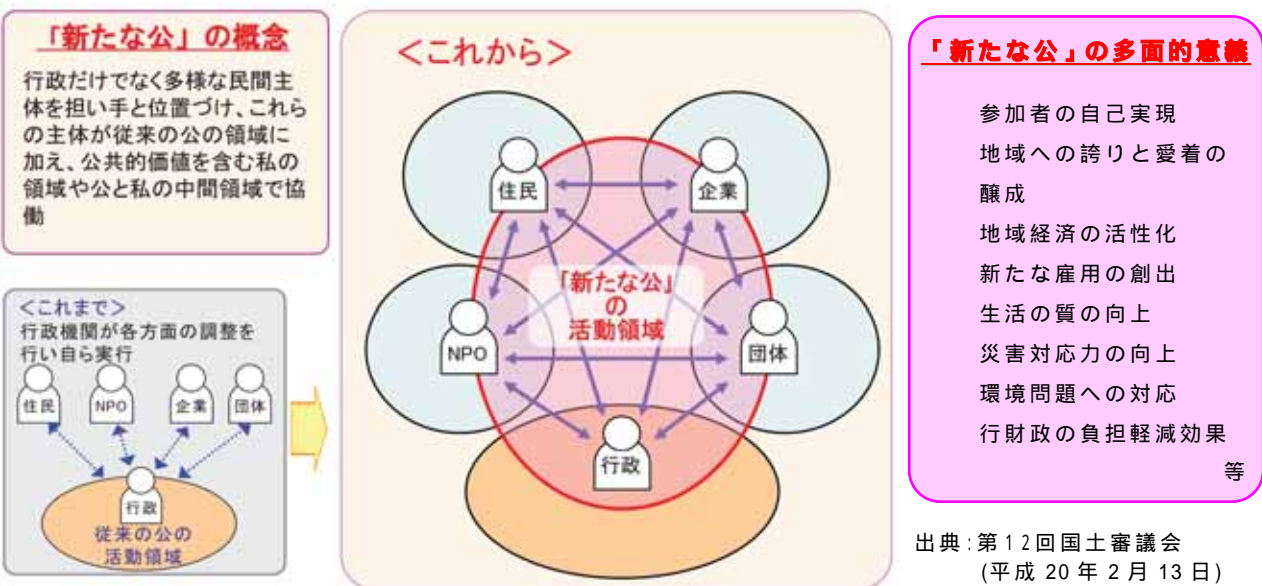 「新たな公」の概念
行政だけでなく多様な民間主
体を担い手と位置づけ、これら
の主体が従来の公の領域に
加え、公共的価値を含む私の
領域や公と私の中間領域で協
働
<これまで>
行政機関が各方面の調整を
行い自ら実行
住民
NPO
企業
団体
行政
従来の公の
活動領域
<これから>
住民
企業
「新たな公」
の
活動領域
NPO
団体
行政
「新たな公」の多面的意義
参加者の自己実現
地域への誇りと愛着の
醸成
地域経済の活性化
新たな雇用の創出
生活の質の向上
災害対応力の向上
環境問題への対応
行財政の負担軽減効果
等
出典:第12回国土審議会
(平成20年2月13日)